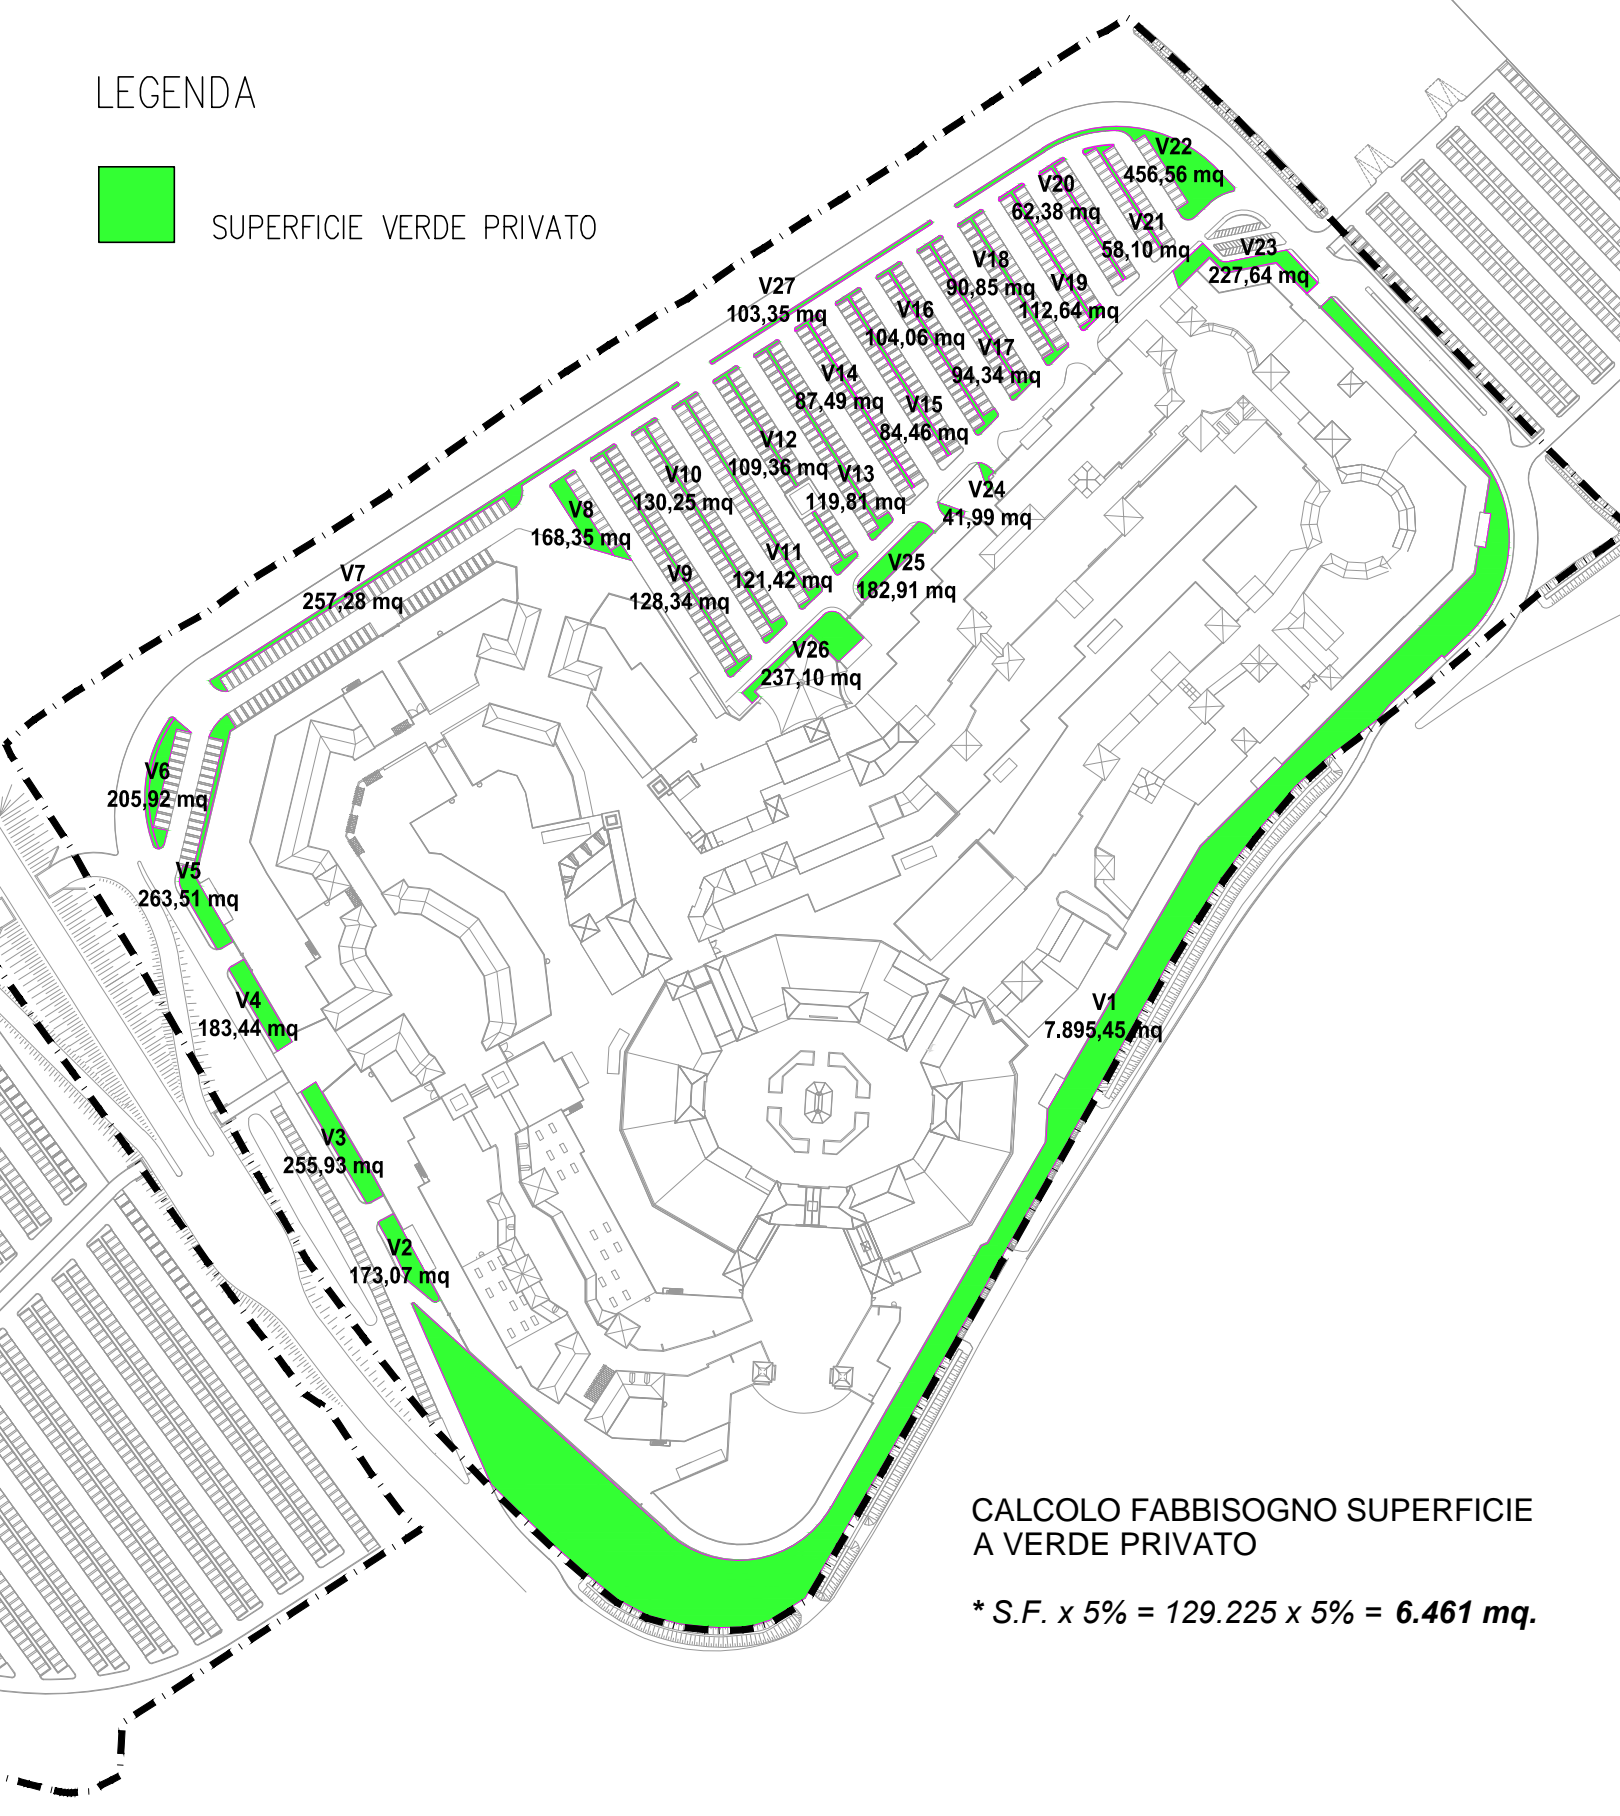 LEGENDA
SUPERFICIE VERDE PRIVATO
V22
456,56 mq
V20
62,38 mq
V21
58,10 mq
V23
227,64 mq
V18
90,85 mq
V19
112,64 mq
V27
103,35 mq
V16
104,06 mq
V17
94,34 mq
V14
87,49 mq
V15
84,46 mq
V12
109,36 mq
V13
119,81 mq
V10
130,25 mq
V24
41,99 mq
V8
168,35 mq
V11
121,42 mq
V25
182,91 mq
V7
257,28 mq
V9
128,34 mq
V26
237,10 mq
V6
205,92 mq
V5
263,51 mq
V4
183,44 mq
V1
7.895,45 mq
V3
255,93 mq
V2
173,07 mq
CALCOLO FABBISOGNO SUPERFICIE
A VERDE PRIVATO
* S.F. x 5% = 129.225 x 5% = 6.461 mq.